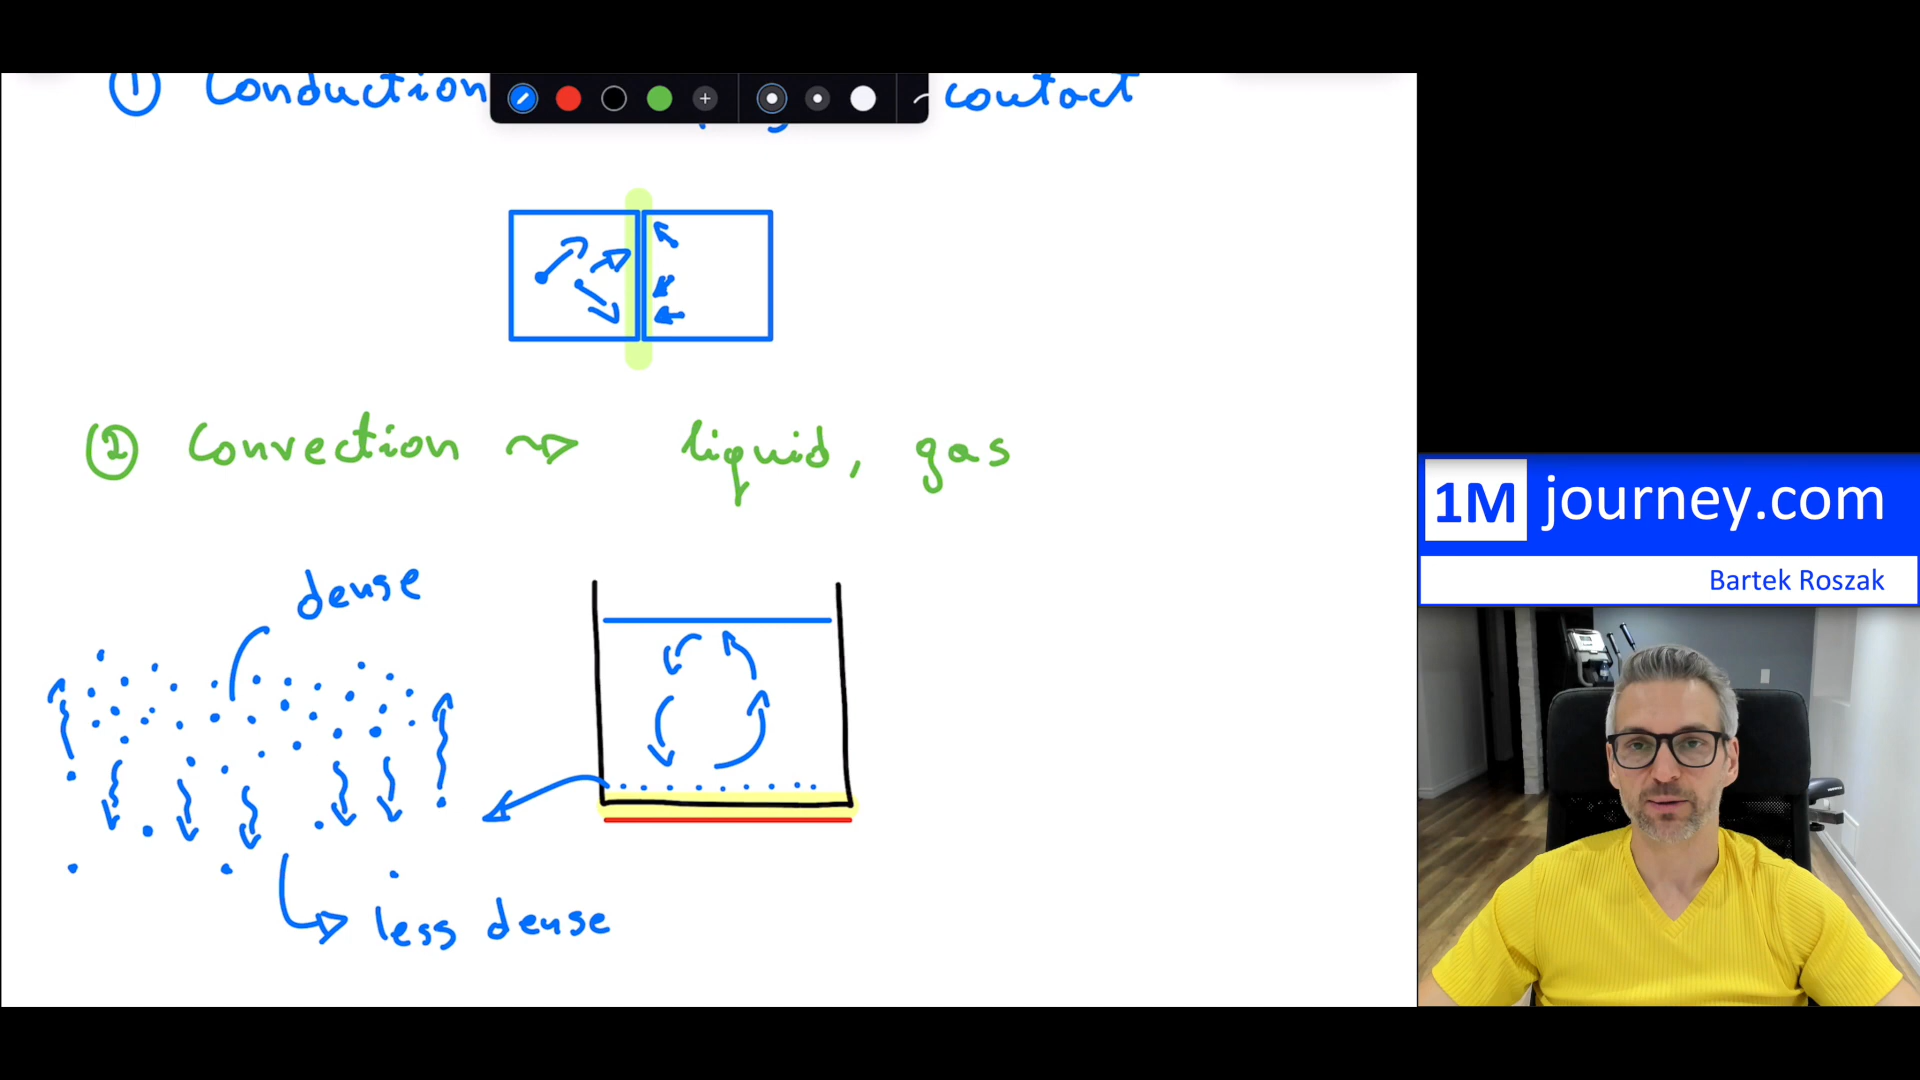 ① Conduction contact
② Convection ⇝ liquid, gas
dense
less dense
1M journey.com
Bartek Roszak